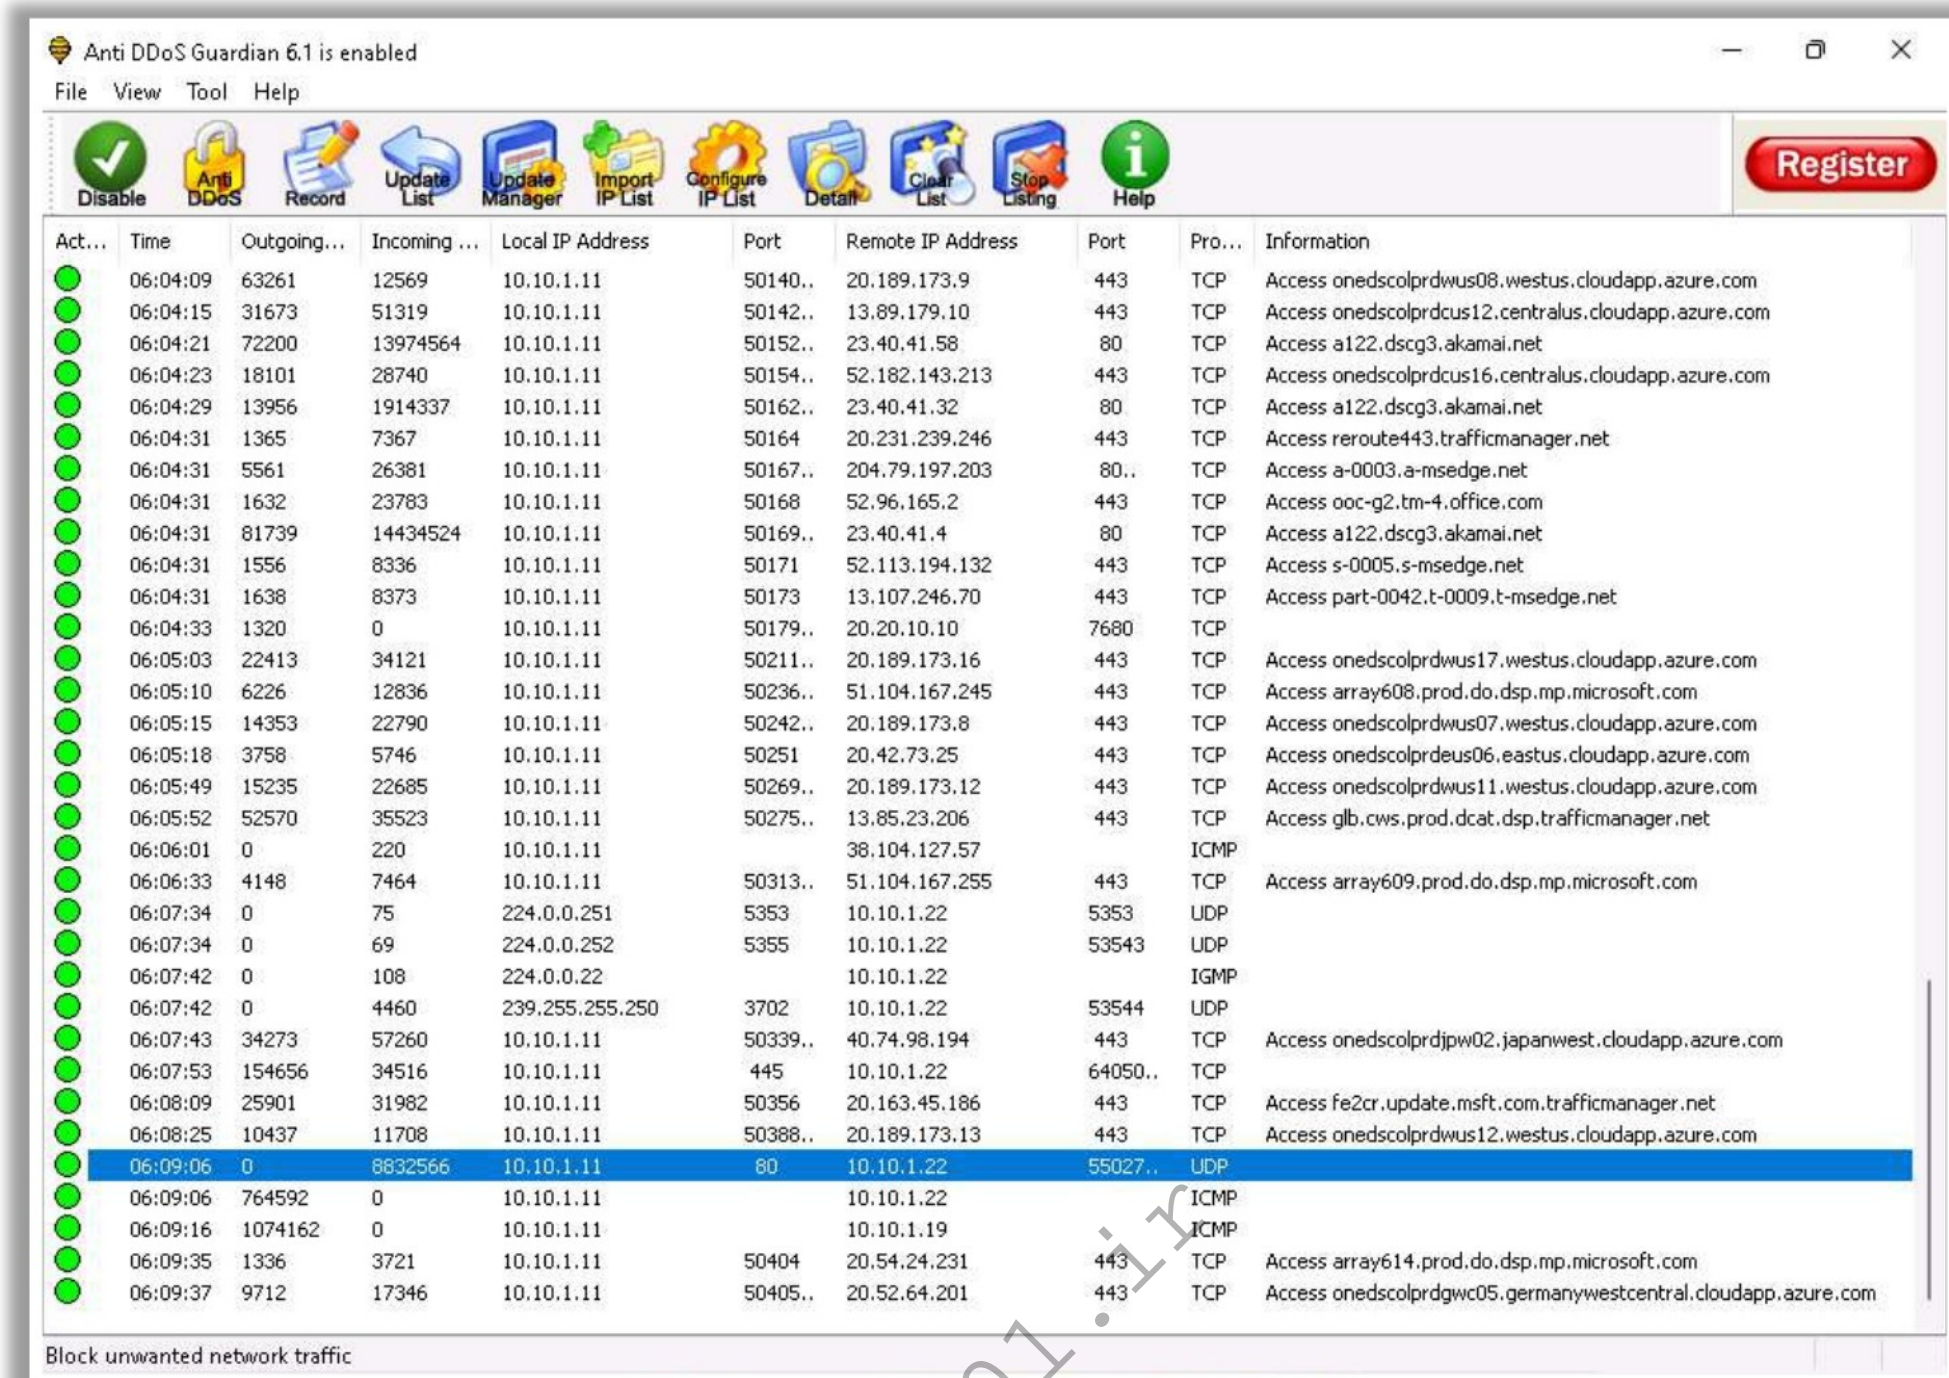 Anti DDoS Guardian 6.1 is enabled
File View Tool Help
Disable Anti DDoS Record Update List Update Manager Import IP List Configure IP List Detail Clear List Stop Listing Help Register
Act... Time Outgoing... Incoming ... Local IP Address Port Remote IP Address Port Pro... Information
06:04:09 63261 12569 10.10.1.11 50140.. 20.189.173.9 443 TCP Access onedscolprdwus08.westus.cloudapp.azure.com
06:04:15 31673 51319 10.10.1.11 50142.. 13.89.179.10 443 TCP Access onedscolprdcus12.centralus.cloudapp.azure.com
06:04:21 72200 13974564 10.10.1.11 50152.. 23.40.41.58 80 TCP Access a122.dscg3.akamai.net
06:04:23 18101 28740 10.10.1.11 50154.. 52.182.143.213 443 TCP Access onedscolprdcus16.centralus.cloudapp.azure.com
06:04:29 13956 1914337 10.10.1.11 50162.. 23.40.41.32 80 TCP Access a122.dscg3.akamai.net
06:04:31 1365 7367 10.10.1.11 50164 20.231.239.246 443 TCP Access reroute443.trafficmanager.net
06:04:31 5561 26381 10.10.1.11 50167.. 204.79.197.203 80.. TCP Access a-0003.a-msedge.net
06:04:31 1632 23783 10.10.1.11 50168 52.96.165.2 443 TCP Access ooc-g2.tm-4.office.com
06:04:31 81739 14434524 10.10.1.11 50169.. 23.40.41.4 80 TCP Access a122.dscg3.akamai.net
06:04:31 1556 8336 10.10.1.11 50171 52.113.194.132 443 TCP Access s-0005.s-msedge.net
06:04:31 1638 8373 10.10.1.11 50173 13.107.246.70 443 TCP Access part-0042.t-0009.t-msedge.net
06:04:33 1320 0 10.10.1.11 50179.. 20.20.10.10 7680 TCP
06:05:03 22413 34121 10.10.1.11 50211.. 20.189.173.16 443 TCP Access onedscolprdwus17.westus.cloudapp.azure.com
06:05:10 6226 12836 10.10.1.11 50236.. 51.104.167.245 443 TCP Access array608.prod.do.dsp.mp.microsoft.com
06:05:15 14353 22790 10.10.1.11 50242.. 20.189.173.8 443 TCP Access onedscolprdwus07.westus.cloudapp.azure.com
06:05:18 3758 5746 10.10.1.11 50251 20.42.73.25 443 TCP Access onedscolprdeus06.eastus.cloudapp.azure.com
06:05:49 15235 22685 10.10.1.11 50269.. 20.189.173.12 443 TCP Access onedscolprdwus11.westus.cloudapp.azure.com
06:05:52 52570 35523 10.10.1.11 50275.. 13.85.23.206 443 TCP Access glb.cws.prod.dcat.dsp.trafficmanager.net
06:06:01 0 220 10.10.1.11 38.104.127.57 ICMP
06:06:33 4148 7464 10.10.1.11 50313.. 51.104.167.255 443 TCP Access array609.prod.do.dsp.mp.microsoft.com
06:07:34 0 75 224.0.0.251 5353 10.10.1.22 5353 UDP
06:07:34 0 69 224.0.0.252 5355 10.10.1.22 53543 UDP
06:07:42 0 108 224.0.0.22 10.10.1.22 IGMP
06:07:42 0 4460 239.255.255.250 3702 10.10.1.22 53544 UDP
06:07:43 34273 57260 10.10.1.11 50339.. 40.74.98.194 443 TCP Access onedscolprdjpw02.japanwest.cloudapp.azure.com
06:07:53 154656 34516 10.10.1.11 445 10.10.1.22 64050.. TCP
06:08:09 25901 31982 10.10.1.11 50356 20.163.45.186 443 TCP Access fe2cr.update.msft.com.trafficmanager.net
06:08:25 10437 11708 10.10.1.11 50388.. 20.189.173.13 443 TCP Access onedscolprdwus12.westus.cloudapp.azure.com
06:09:06 0 8832566 10.10.1.11 80 10.10.1.22 55027.. UDP
06:09:06 764592 0 10.10.1.11 10.10.1.22 ICMP
06:09:16 1074162 0 10.10.1.11 10.10.1.19 ICMP
06:09:35 1336 3721 10.10.1.11 50404 20.54.24.231 443 TCP Access array614.prod.do.dsp.mp.microsoft.com
06:09:37 9712 17346 10.10.1.11 50405.. 20.52.64.201 443 TCP Access onedscolprdgwc05.germanywestcentral.cloudapp.azure.com
Block unwanted network traffic